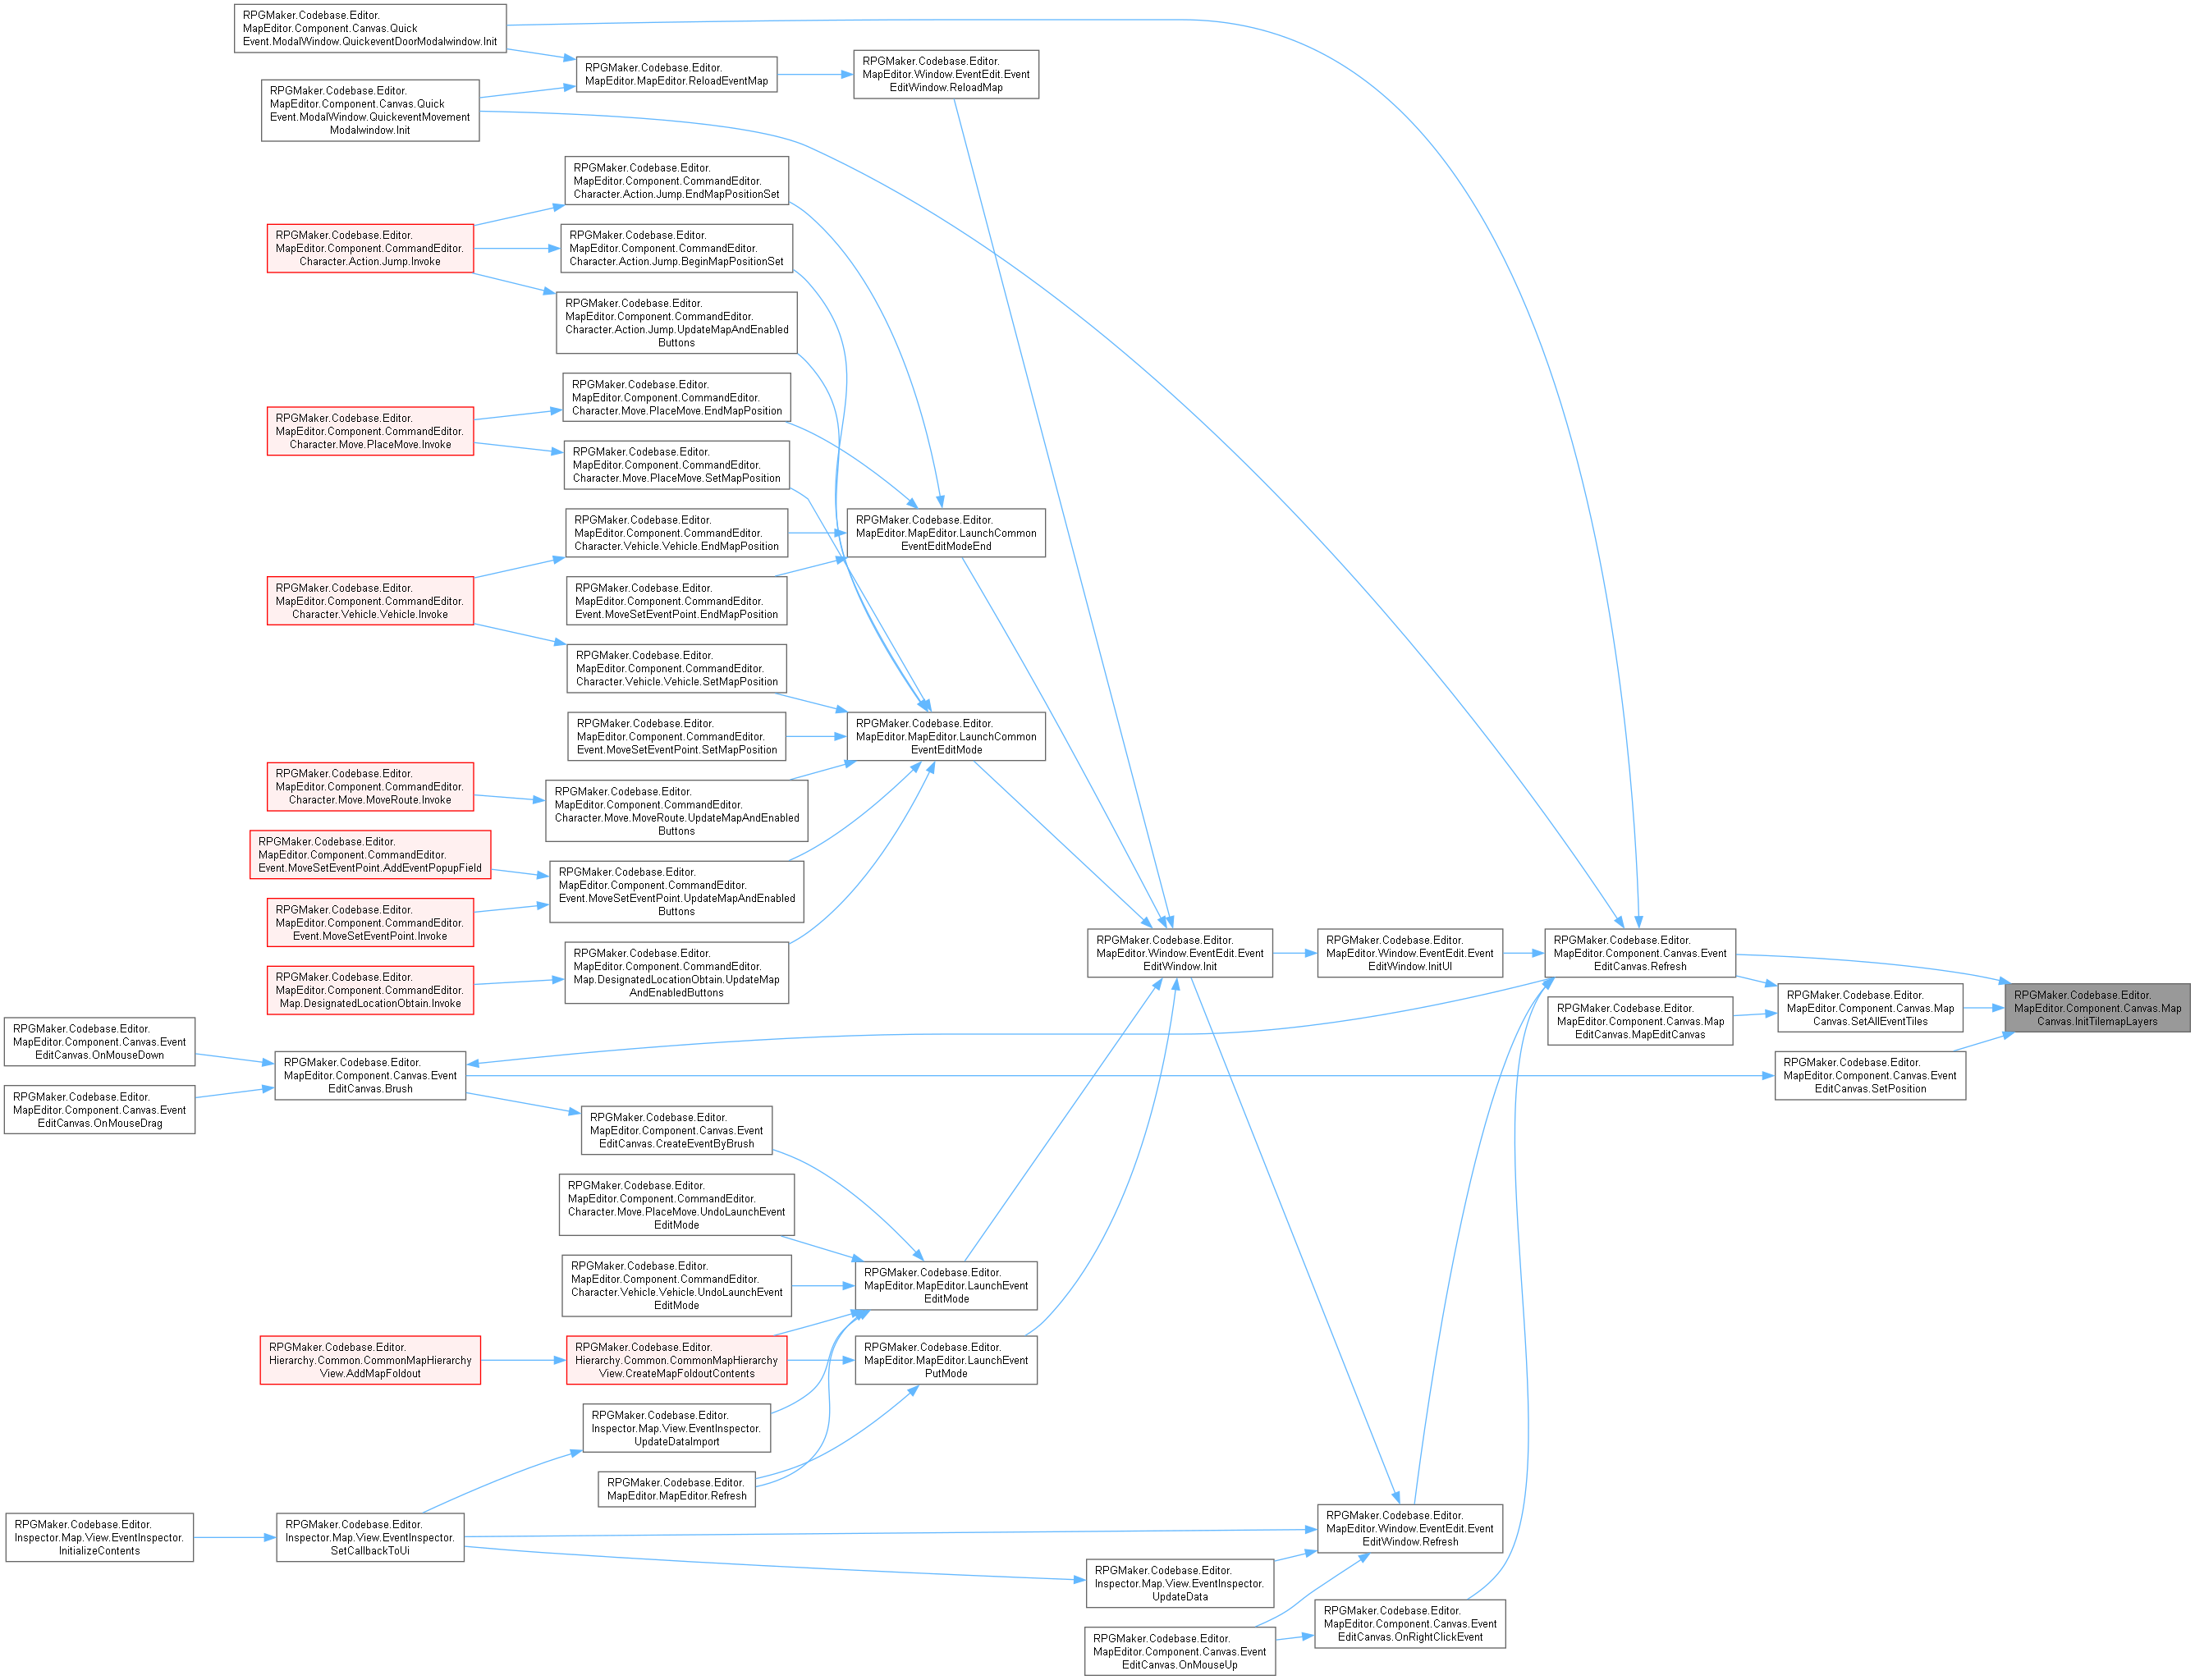 RPGMaker.Codebase.Editor.
MapEditor.Component.Canvas.Quick
Event.ModalWindow.QuickeventDoorModalwindow.Init
RPGMaker.Codebase.Editor.
MapEditor.MapEditor.ReloadEventMap
RPGMaker.Codebase.Editor.
MapEditor.Window.EventEdit.Event
EditWindow.ReloadMap
RPGMaker.Codebase.Editor.
MapEditor.Component.Canvas.Quick
Event.ModalWindow.QuickeventMovement
Modalwindow.Init
RPGMaker.Codebase.Editor.
MapEditor.Component.CommandEditor.
Character.Action.Jump.EndMapPositionSet
RPGMaker.Codebase.Editor.
MapEditor.Component.CommandEditor.
Character.Action.Jump.Invoke
RPGMaker.Codebase.Editor.
MapEditor.Component.CommandEditor.
Character.Action.Jump.BeginMapPositionSet
RPGMaker.Codebase.Editor.
MapEditor.Component.CommandEditor.
Character.Action.Jump.UpdateMapAndEnabled
Buttons
RPGMaker.Codebase.Editor.
MapEditor.Component.CommandEditor.
Character.Move.PlaceMove.EndMapPosition
RPGMaker.Codebase.Editor.
MapEditor.Component.CommandEditor.
Character.Move.PlaceMove.Invoke
RPGMaker.Codebase.Editor.
MapEditor.Component.CommandEditor.
Character.Move.PlaceMove.SetMapPosition
RPGMaker.Codebase.Editor.
MapEditor.Component.CommandEditor.
Character.Vehicle.Vehicle.EndMapPosition
RPGMaker.Codebase.Editor.
MapEditor.MapEditor.LaunchCommon
EventEditModeEnd
RPGMaker.Codebase.Editor.
MapEditor.Component.CommandEditor.
Character.Vehicle.Vehicle.Invoke
RPGMaker.Codebase.Editor.
MapEditor.Component.CommandEditor.
Event.MoveSetEventPoint.EndMapPosition
RPGMaker.Codebase.Editor.
MapEditor.Component.CommandEditor.
Character.Vehicle.Vehicle.SetMapPosition
RPGMaker.Codebase.Editor.
MapEditor.Component.CommandEditor.
Event.MoveSetEventPoint.SetMapPosition
RPGMaker.Codebase.Editor.
MapEditor.MapEditor.LaunchCommon
EventEditMode
RPGMaker.Codebase.Editor.
MapEditor.Component.CommandEditor.
Character.Move.MoveRoute.Invoke
RPGMaker.Codebase.Editor.
MapEditor.Component.CommandEditor.
Character.Move.MoveRoute.UpdateMapAndEnabled
Buttons
RPGMaker.Codebase.Editor.
MapEditor.Component.CommandEditor.
Event.MoveSetEventPoint.AddEventPopupField
RPGMaker.Codebase.Editor.
MapEditor.Component.CommandEditor.
Event.MoveSetEventPoint.UpdateMapAndEnabled
Buttons
RPGMaker.Codebase.Editor.
MapEditor.Component.CommandEditor.
Event.MoveSetEventPoint.Invoke
RPGMaker.Codebase.Editor.
MapEditor.Component.CommandEditor.
Map.DesignatedLocationObtain.Invoke
RPGMaker.Codebase.Editor.
MapEditor.Component.CommandEditor.
Map.DesignatedLocationObtain.UpdateMap
AndEnabledButtons
RPGMaker.Codebase.Editor.
MapEditor.Window.EventEdit.Event
EditWindow.Init
RPGMaker.Codebase.Editor.
MapEditor.Window.EventEdit.Event
EditWindow.InitUI
RPGMaker.Codebase.Editor.
MapEditor.Component.Canvas.Event
EditCanvas.Refresh
RPGMaker.Codebase.Editor.
MapEditor.Component.Canvas.Map
EditCanvas.MapEditCanvas
RPGMaker.Codebase.Editor.
MapEditor.Component.Canvas.Map
Canvas.SetAllEventTiles
RPGMaker.Codebase.Editor.
MapEditor.Component.Canvas.Map
Canvas.InitTilemapLayers
RPGMaker.Codebase.Editor.
MapEditor.Component.Canvas.Event
EditCanvas.OnMouseDown
RPGMaker.Codebase.Editor.
MapEditor.Component.Canvas.Event
EditCanvas.Brush
RPGMaker.Codebase.Editor.
MapEditor.Component.Canvas.Event
EditCanvas.SetPosition
RPGMaker.Codebase.Editor.
MapEditor.Component.Canvas.Event
EditCanvas.OnMouseDrag
RPGMaker.Codebase.Editor.
MapEditor.Component.Canvas.Event
EditCanvas.CreateEventByBrush
RPGMaker.Codebase.Editor.
MapEditor.Component.CommandEditor.
Character.Move.PlaceMove.UndoLaunchEvent
EditMode
RPGMaker.Codebase.Editor.
MapEditor.Component.CommandEditor.
Character.Vehicle.Vehicle.UndoLaunchEvent
EditMode
RPGMaker.Codebase.Editor.
MapEditor.MapEditor.LaunchEvent
EditMode
RPGMaker.Codebase.Editor.
Hierarchy.Common.CommonMapHierarchy
View.AddMapFoldout
RPGMaker.Codebase.Editor.
Hierarchy.Common.CommonMapHierarchy
View.CreateMapFoldoutContents
RPGMaker.Codebase.Editor.
MapEditor.MapEditor.LaunchEvent
PutMode
RPGMaker.Codebase.Editor.
Inspector.Map.View.EventInspector.
UpdateDataImport
RPGMaker.Codebase.Editor.
MapEditor.MapEditor.Refresh
RPGMaker.Codebase.Editor.
Inspector.Map.View.EventInspector.
InitializeContents
RPGMaker.Codebase.Editor.
Inspector.Map.View.EventInspector.
SetCallbackToUi
RPGMaker.Codebase.Editor.
MapEditor.Window.EventEdit.Event
EditWindow.Refresh
RPGMaker.Codebase.Editor.
Inspector.Map.View.EventInspector.
UpdateData
RPGMaker.Codebase.Editor.
MapEditor.Component.Canvas.Event
EditCanvas.OnRightClickEvent
RPGMaker.Codebase.Editor.
MapEditor.Component.Canvas.Event
EditCanvas.OnMouseUp